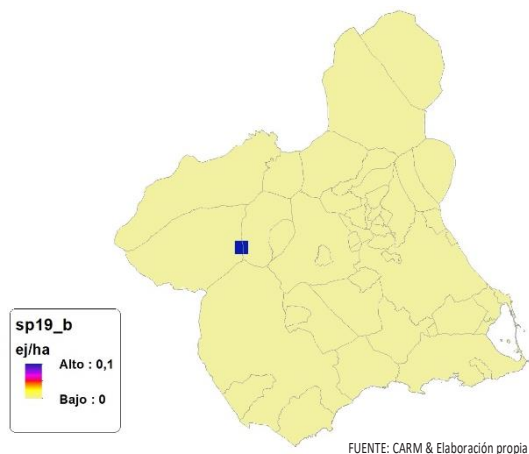 sp19_b
ej/ha
Alto : 0,1
Bajo : 0
FUENTE: CARM & Elaboración propia